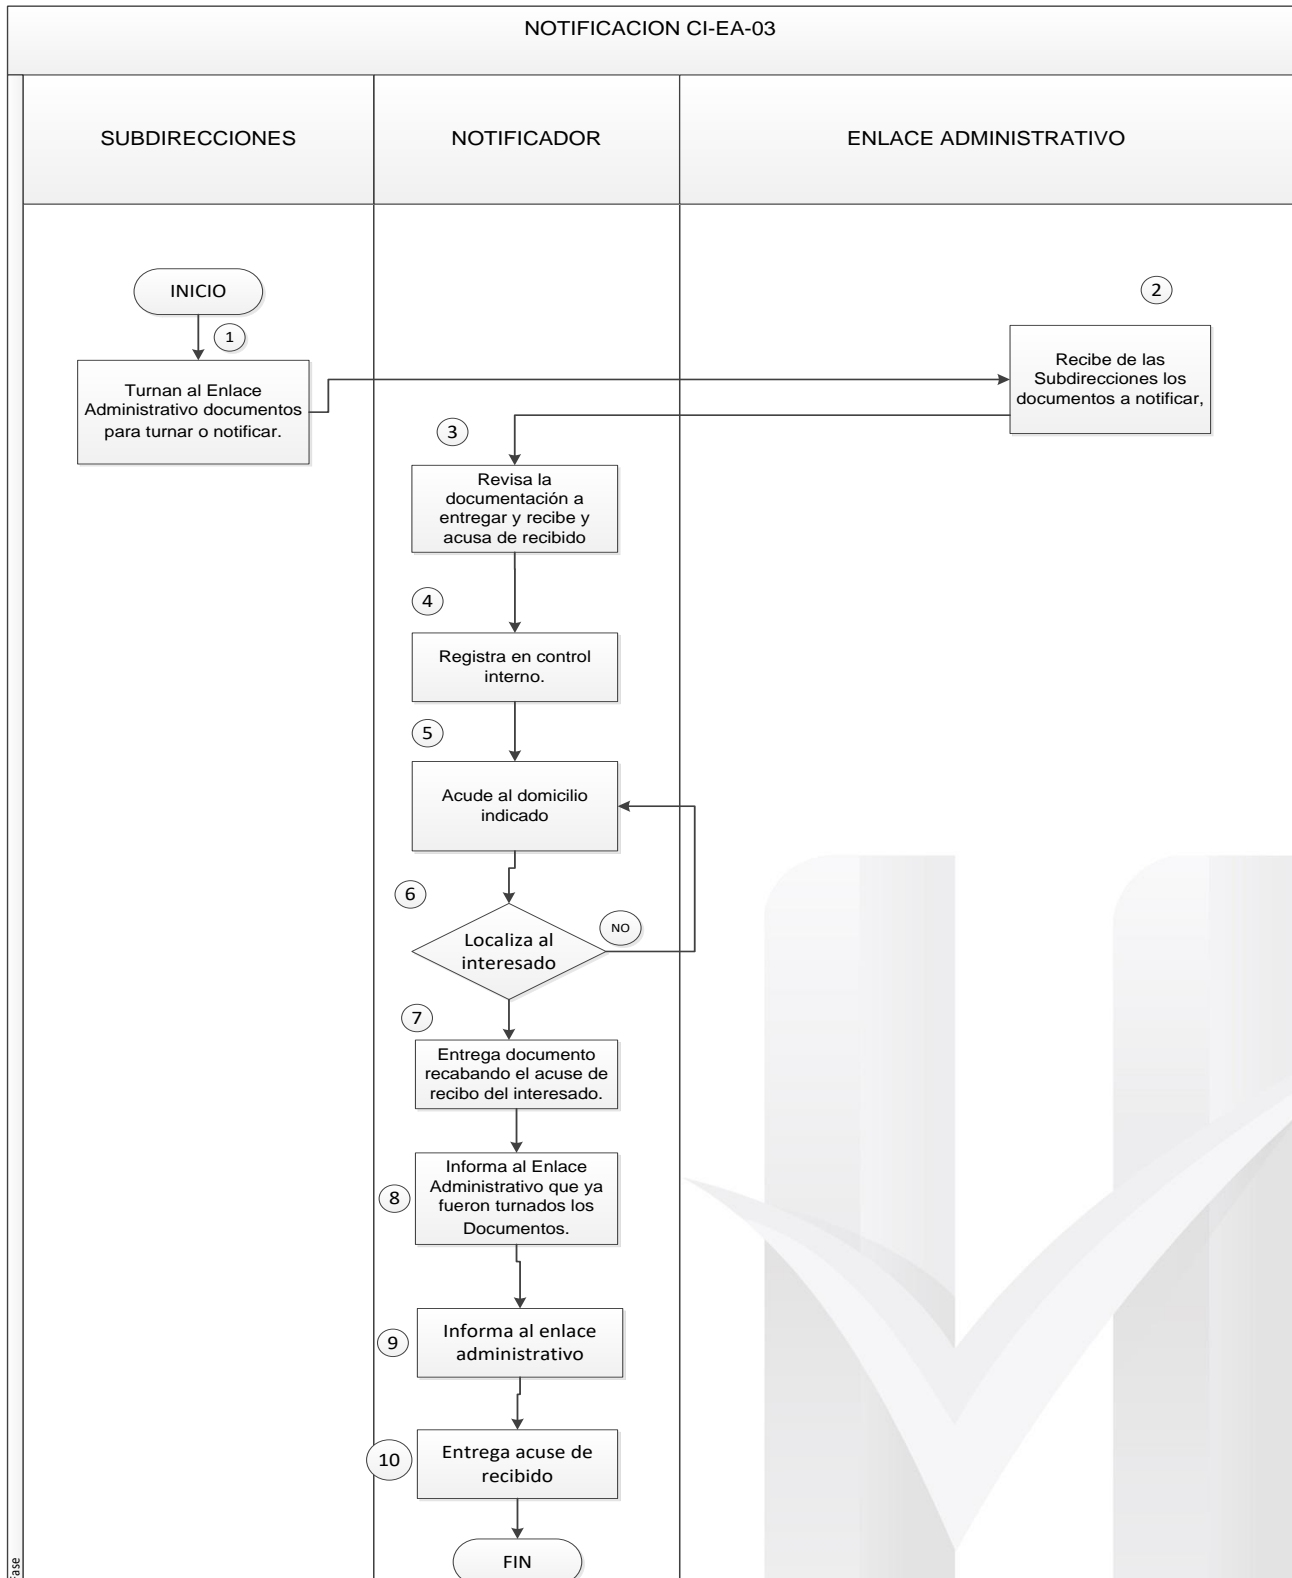 NOTIFICACION CI-EA-03
SUBDIRECCIONES
NOTIFICADOR
ENLACE ADMINISTRATIVO
INICIO
1
Turnan al Enlace
Administrativo documentos
para turnar o notificar.
2
Recibe de las
Subdirecciones los
documentos a notificar,
3
Revisa la
documentación a
entregar y recibe y
acusa de recibido
4
Registra en control
interno.
5
Acude al domicilio
indicado
6
Localiza al
interesado
NO
7
Entrega documento
recabando el acuse de
recibo del interesado.
8
Informa al Enlace
Administrativo que ya
fueron turnados los
Documentos.
9
Informa al enlace
administrativo
10
Entrega acuse de
recibido
FIN